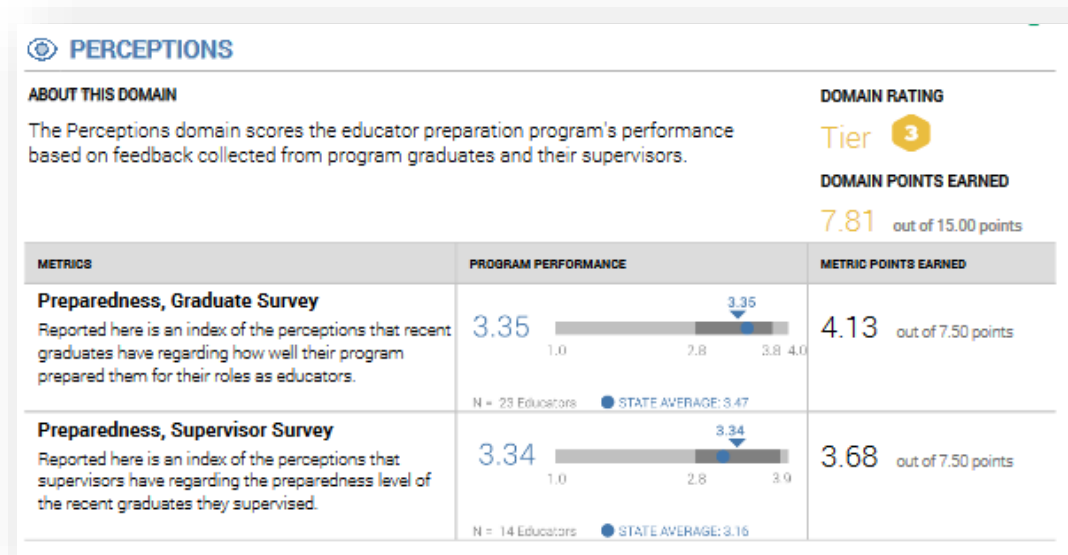 PERCEPTIONS
ABOUT THIS DOMAIN
The Perceptions domain scores the educator preparation program's performance
based on feedback collected from program graduates and their supervisors.
DOMAIN RATING
Tier 3
DOMAIN POINTS EARNED
7.81 out of 15.00 points
METRICS PROGRAM PERFORMANCE METRIC POINTS EARNED
Preparedness, Graduate Survey
Reported here is an index of the perceptions that recent
graduates have regarding how well their program
prepared them for their roles as educators.
3.35
3.35
1.0 2.8 3.8 4.0
N = 23 Educators STATE AVERAGE: 3.47
4.13 out of 7.50 points
Preparedness, Supervisor Survey
Reported here is an index of the perceptions that
supervisors have regarding the preparedness level of
the recent graduates they supervised.
3.34
3.34
1.0 2.8 3.9
N = 14 Educators STATE AVERAGE: 3.16
3.68 out of 7.50 points